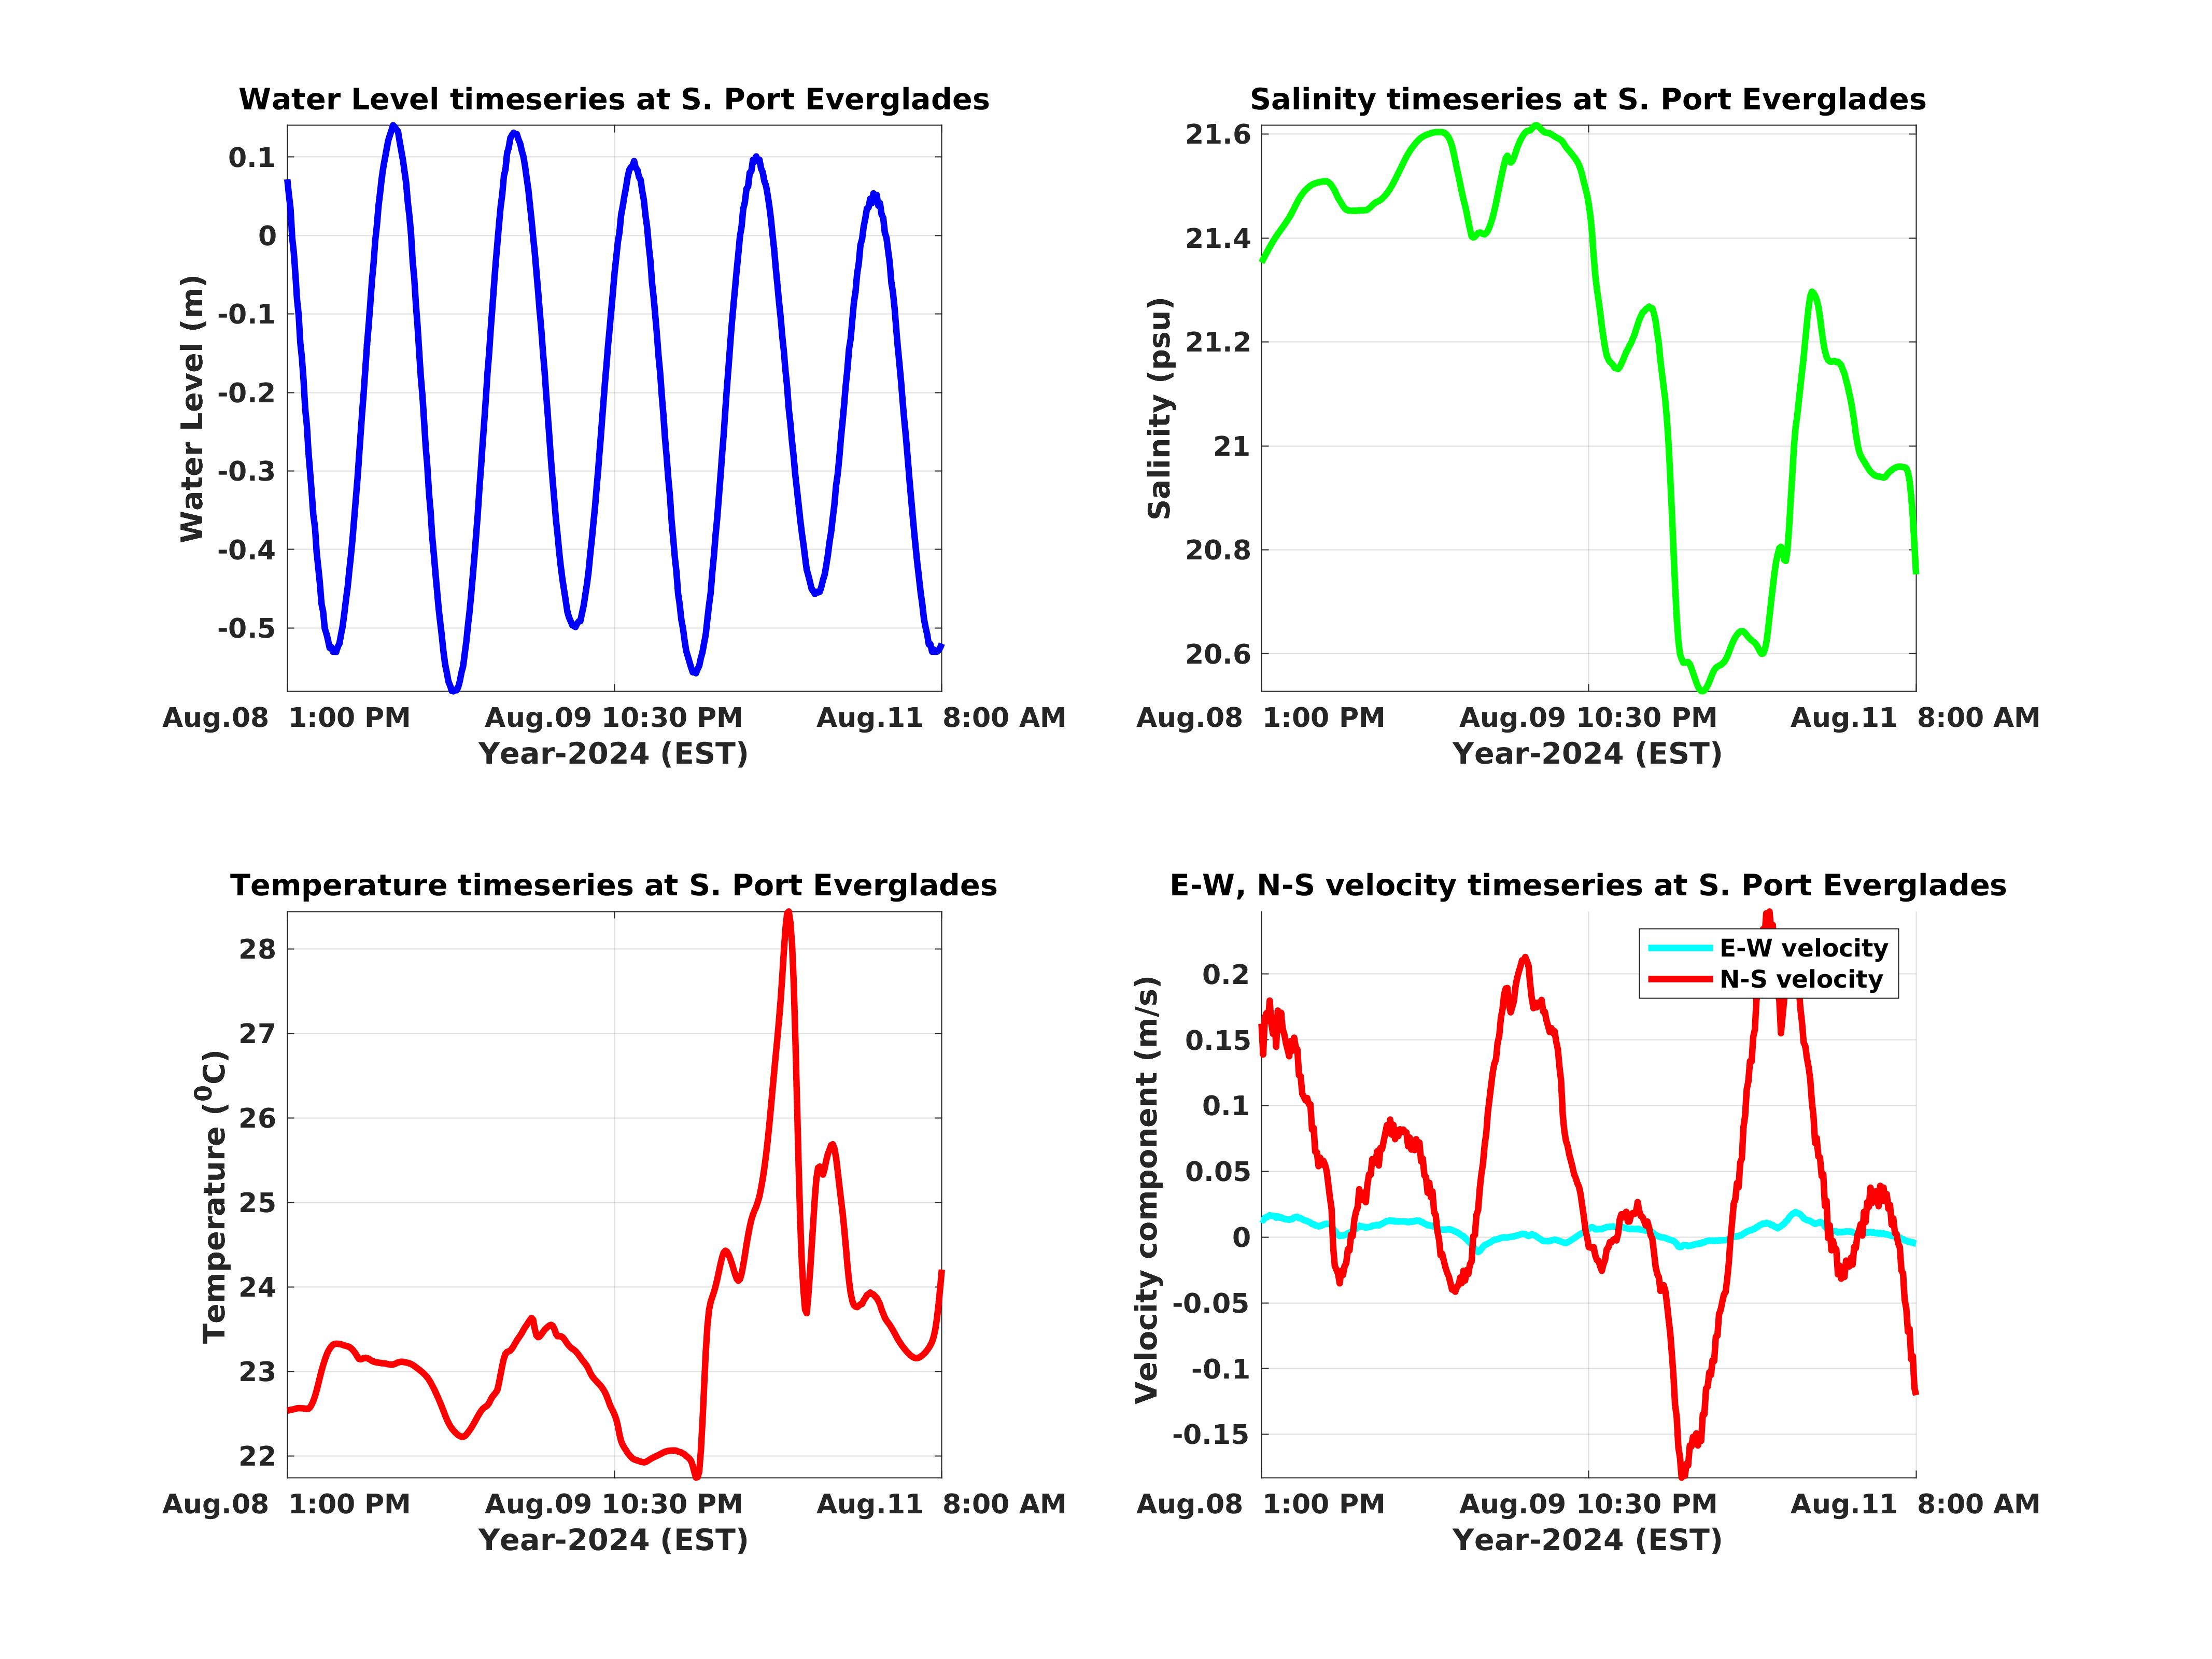 Water Level timeseries at S. Port Everglades
0.1
0
-0.1
-0.2
-0.3
-0.4
-0.5
Water Level (m)
Aug.08 1:00 PM Aug.09 10:30 PM Aug.11 8:00 AM
Year-2024 (EST)
Salinity timeseries at S. Port Everglades
21.6
21.4
21.2
21
20.8
20.6
Salinity (psu)
Aug.08 1:00 PM Aug.09 10:30 PM Aug.11 8:00 AM
Year-2024 (EST)
Temperature timeseries at S. Port Everglades
28
27
26
25
24
23
22
Temperature (⁰C)
Aug.08 1:00 PM Aug.09 10:30 PM Aug.11 8:00 AM
Year-2024 (EST)
E-W, N-S velocity timeseries at S. Port Everglades
E-W velocity
N-S velocity
0.2
0.15
0.1
0.05
0
-0.05
-0.1
-0.15
Velocity component (m/s)
Aug.08 1:00 PM Aug.09 10:30 PM Aug.11 8:00 AM
Year-2024 (EST)